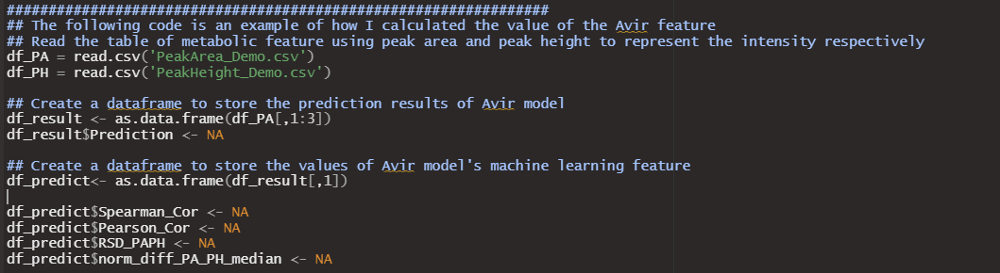 ################################################################
## The following code is an example of how I calculated the value of the Avir feature
## Read the table of metabolic feature using peak area and peak height to represent the intensity respectively
df_PA = read.csv('PeakArea_Demo.csv')
df_PH = read.csv('PeakHeight_Demo.csv')
## Create a dataframe to store the prediction results of Avir model
df_result <- as.data.frame(df_PA[,1:3])
df_result$Prediction <- NA
## Create a dataframe to store the values of Avir model's machine learning feature
df_predict<- as.data.frame(df_result[,1])
df_predict$Spearman_Cor <- NA
df_predict$Pearson_Cor <- NA
df_predict$RSD_PAPH <- NA
df_predict$norm_diff_PA_PH_median <- NA